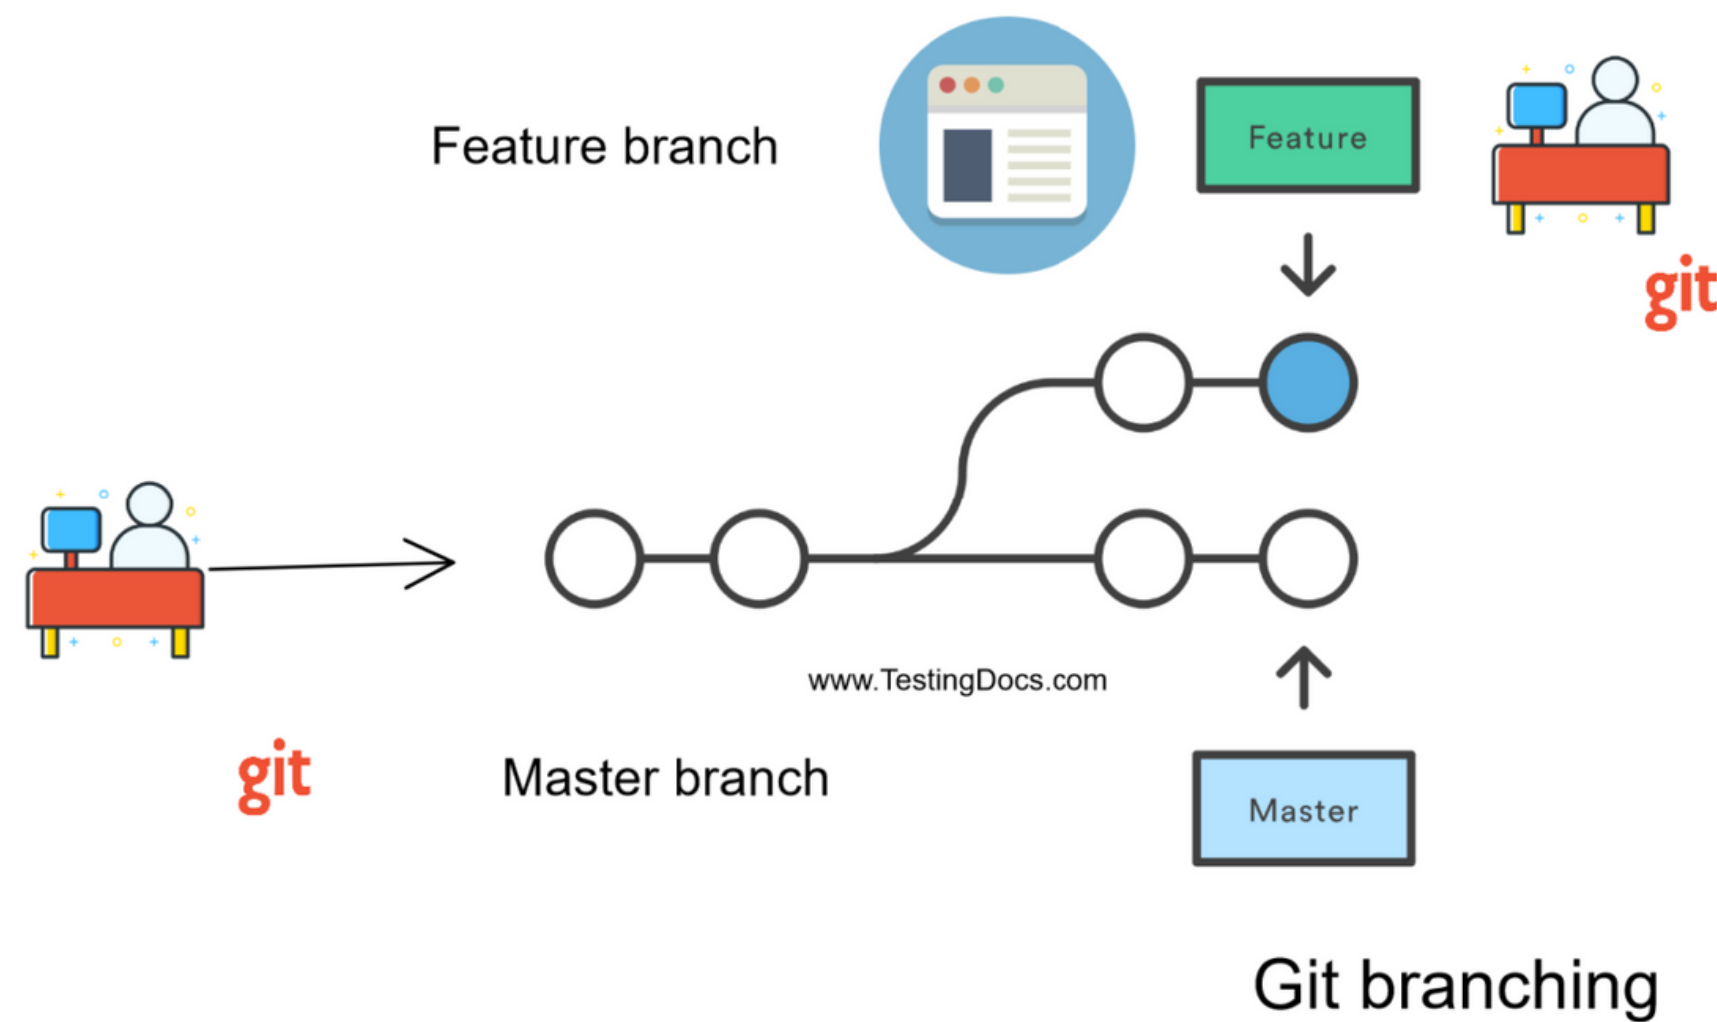 Feature branch
Feature
git
www.TestingDocs.com
git
Master branch
Master
Git branching